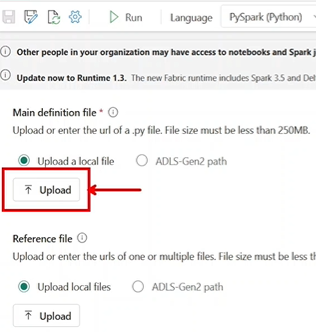 Run Language PySpark (Python)
Other people in your organization may have access to notebooks and Spark
Update now to Runtime 1.3. The new Fabric runtime includes Spark 3.5 and
Main definition file *
Upload or enter the url of a .py file. File size must be less than 250MB.
Upload a local file ADLS-Gen2 path
Upload
Reference file
Upload or enter the urls of one or multiple files. File size must be less
Upload local files ADLS-Gen2 path
Upload